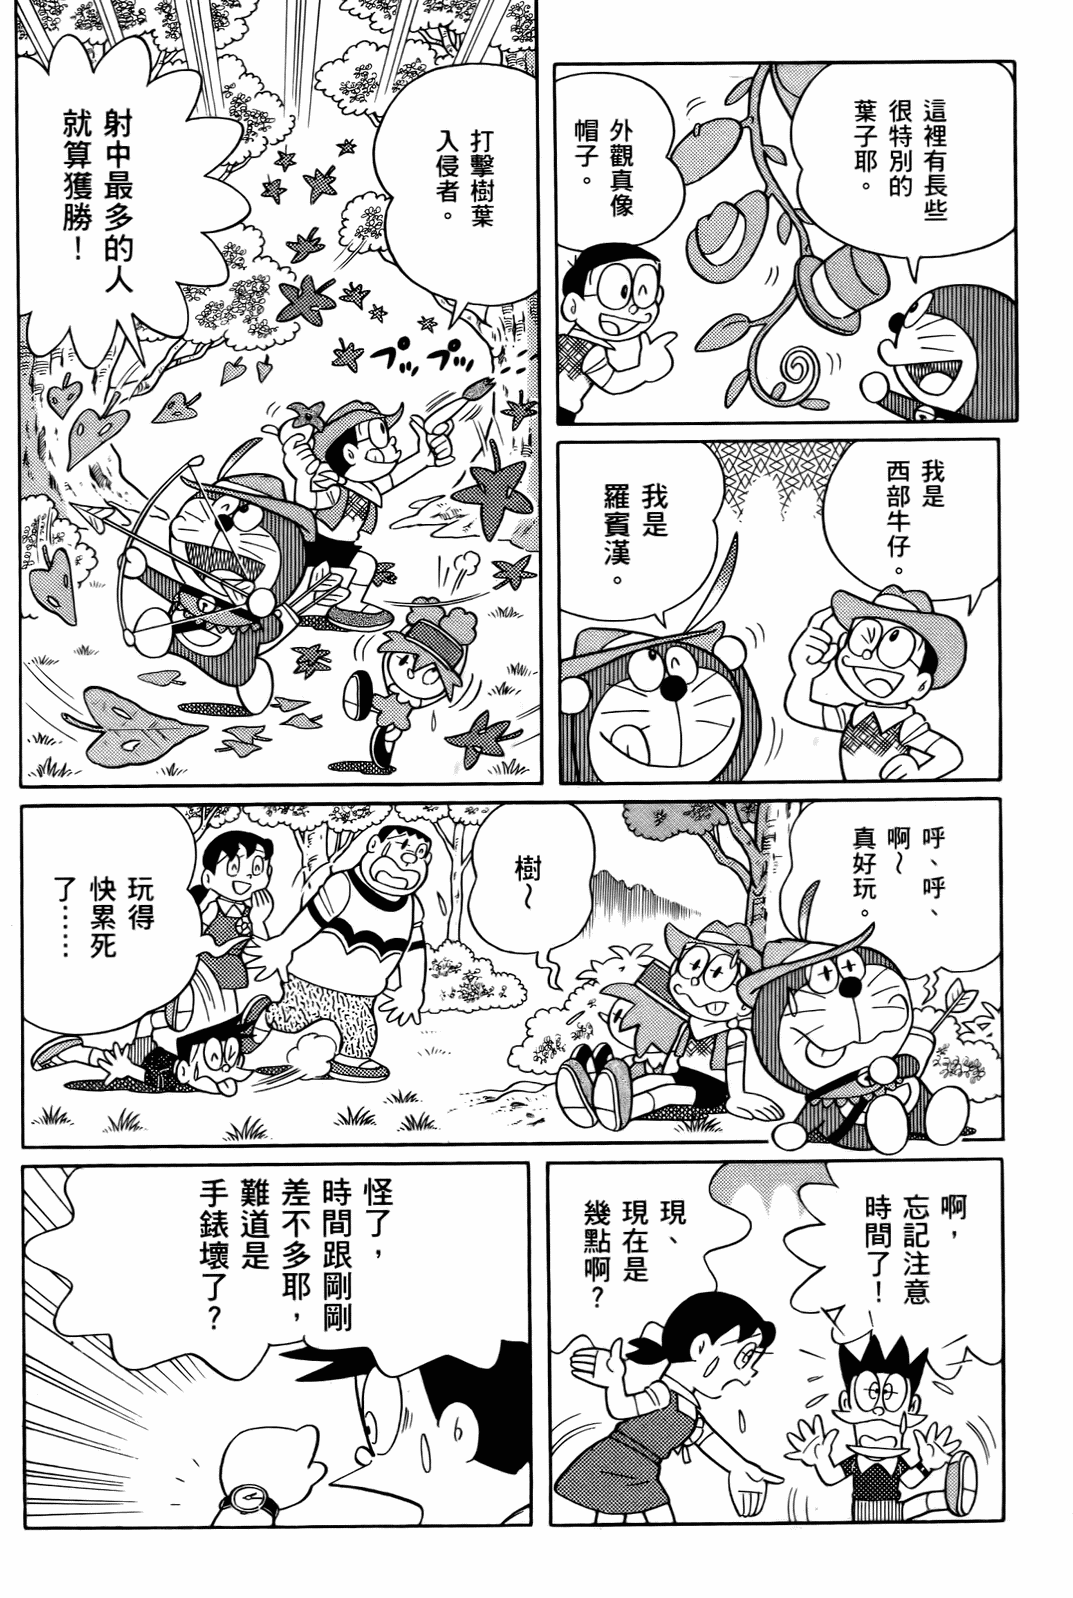 這裡有長些
很特別的
葉子耶。
外觀真像
帽子。
我是
西部牛仔。
我是
羅賓漢。
打擊樹葉
入侵者。
射中最多的人
就算獲勝！
プップッ
呼、呼、
啊～
真好玩。
樹～
玩得
快累死
了……
啊，
忘記注意
時間了！
現、
現在是
幾點啊？
怪了，
時間跟剛剛
差不多耶，
難道是
手錶壞了？